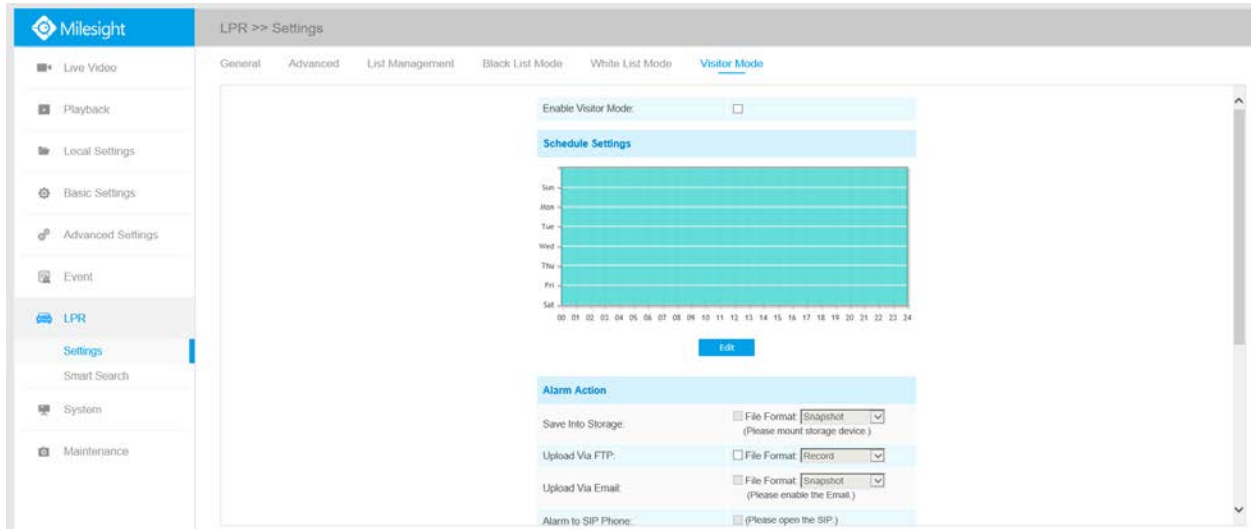 Milesight
LPR >> Settings
Live Video
Playback
Local Settings
Basic Settings
Advanced Settings
Event
LPR
Settings
Smart Search
System
Maintenance
General Advanced List Management Black List Mode White List Mode Visitor Mode
Enable Visitor Mode:
Schedule Settings
Sun
Mon
Tue
Wed
Thu
Fri
Sat
00 01 02 03 04 05 06 07 08 09 10 11 12 13 14 15 16 17 18 19 20 21 22 23 24
Edit
Alarm Action
Save Into Storage: File Format: Snapshot
(Please mount storage device.)
Upload Via FTP: File Format: Record
Upload Via Email: File Format: Snapshot
(Please enable the Email.)
Alarm to SIP Phone: (Please open the SIP.)